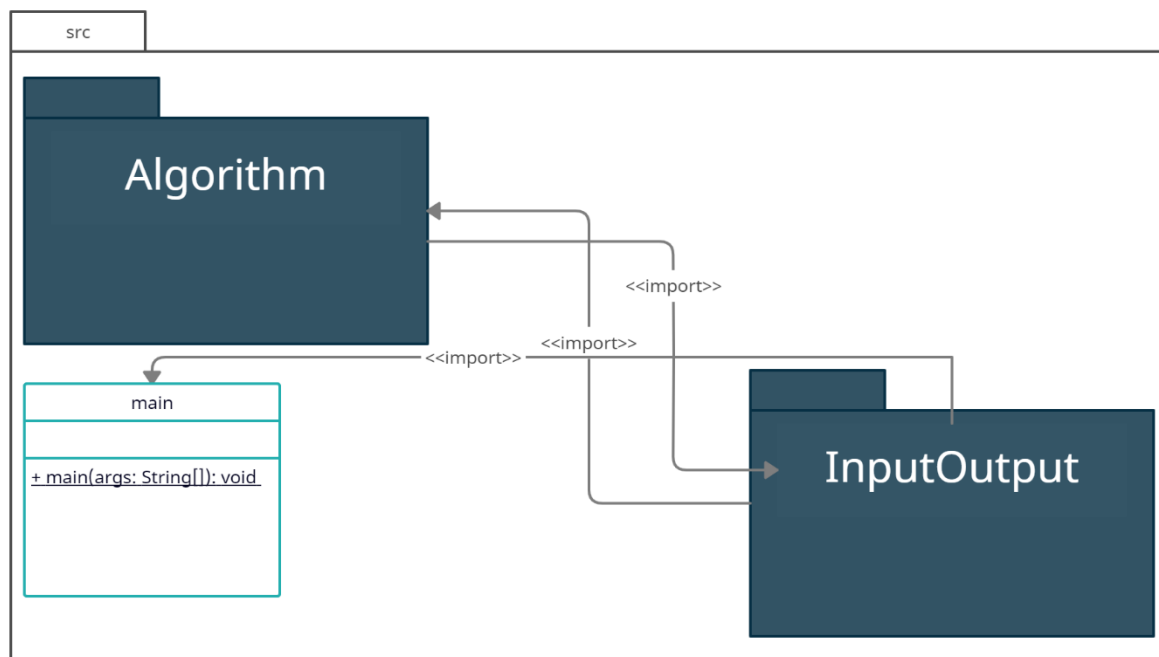 src
Algorithm
<<import>>
<<import>>
<<import>>
main
+ main(args: String[]): void
InputOutput